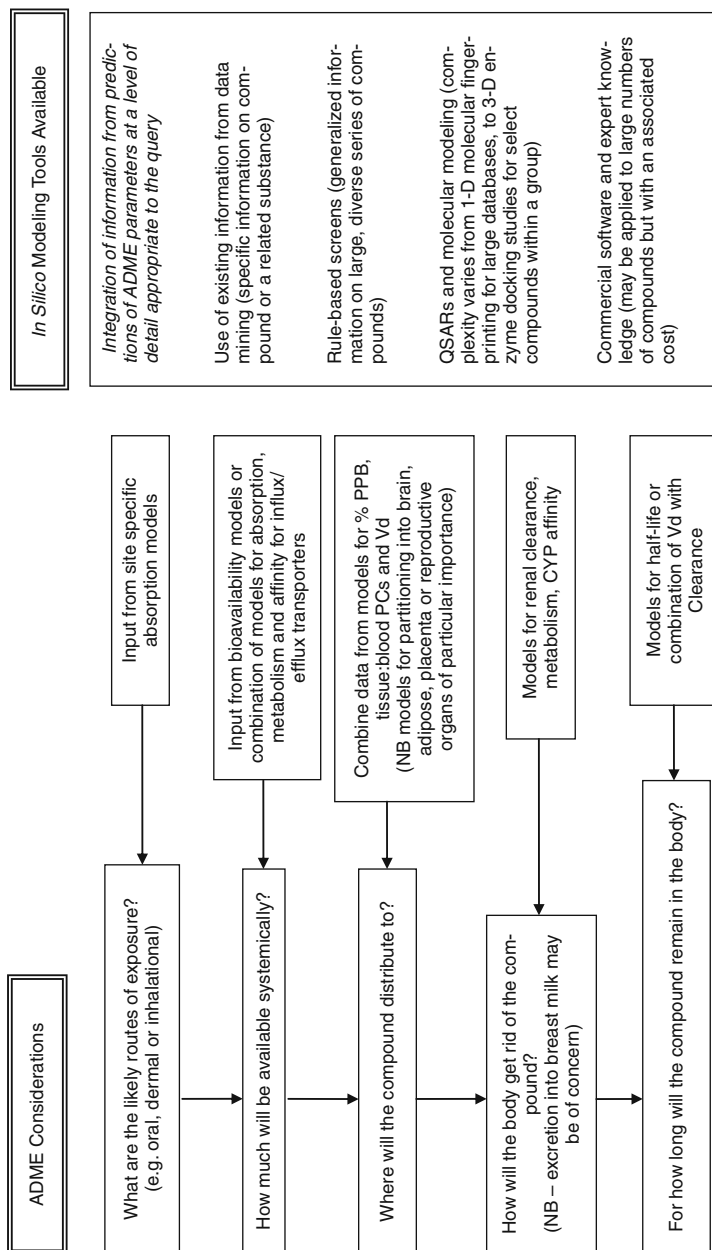 ADME Considerations
What are the likely routes of exposure?
(e.g. oral, dermal or inhalational)
How much will be available systemically?
Where will the compound distribute to?
How will the body get rid of the com-
pound?
(NB – excretion into breast milk may
be of concern)
For how long will the compound remain in the body?
Input from site specific
absorption models
Input from bioavailability models or
combination of models for absorption,
metabolism and affinity for influx/
efflux transporters
Combine data from models for % PPB,
tissue:blood PCs and Vd
(NB models for partitioning into brain,
adipose, placenta or reproductive
organs of particular importance)
Models for renal clearance,
metabolism, CYP affinity
Models for half-life or
combination of Vd with
Clearance
In Silico Modeling Tools Available
Integration of information from predic-
tions of ADME parameters at a level of
detail appropriate to the query
Use of existing information from data
mining (specific information on com-
pound or a related substance)
Rule-based screens (generalized infor-
mation on large, diverse series of com-
pounds)
QSARs and molecular modeling (com-
plexity varies from 1-D molecular finger-
printing for large databases, to 3-D en-
zyme docking studies for select
compounds within a group)
Commercial software and expert know-
ledge (may be applied to large numbers
of compounds but with an associated
cost)